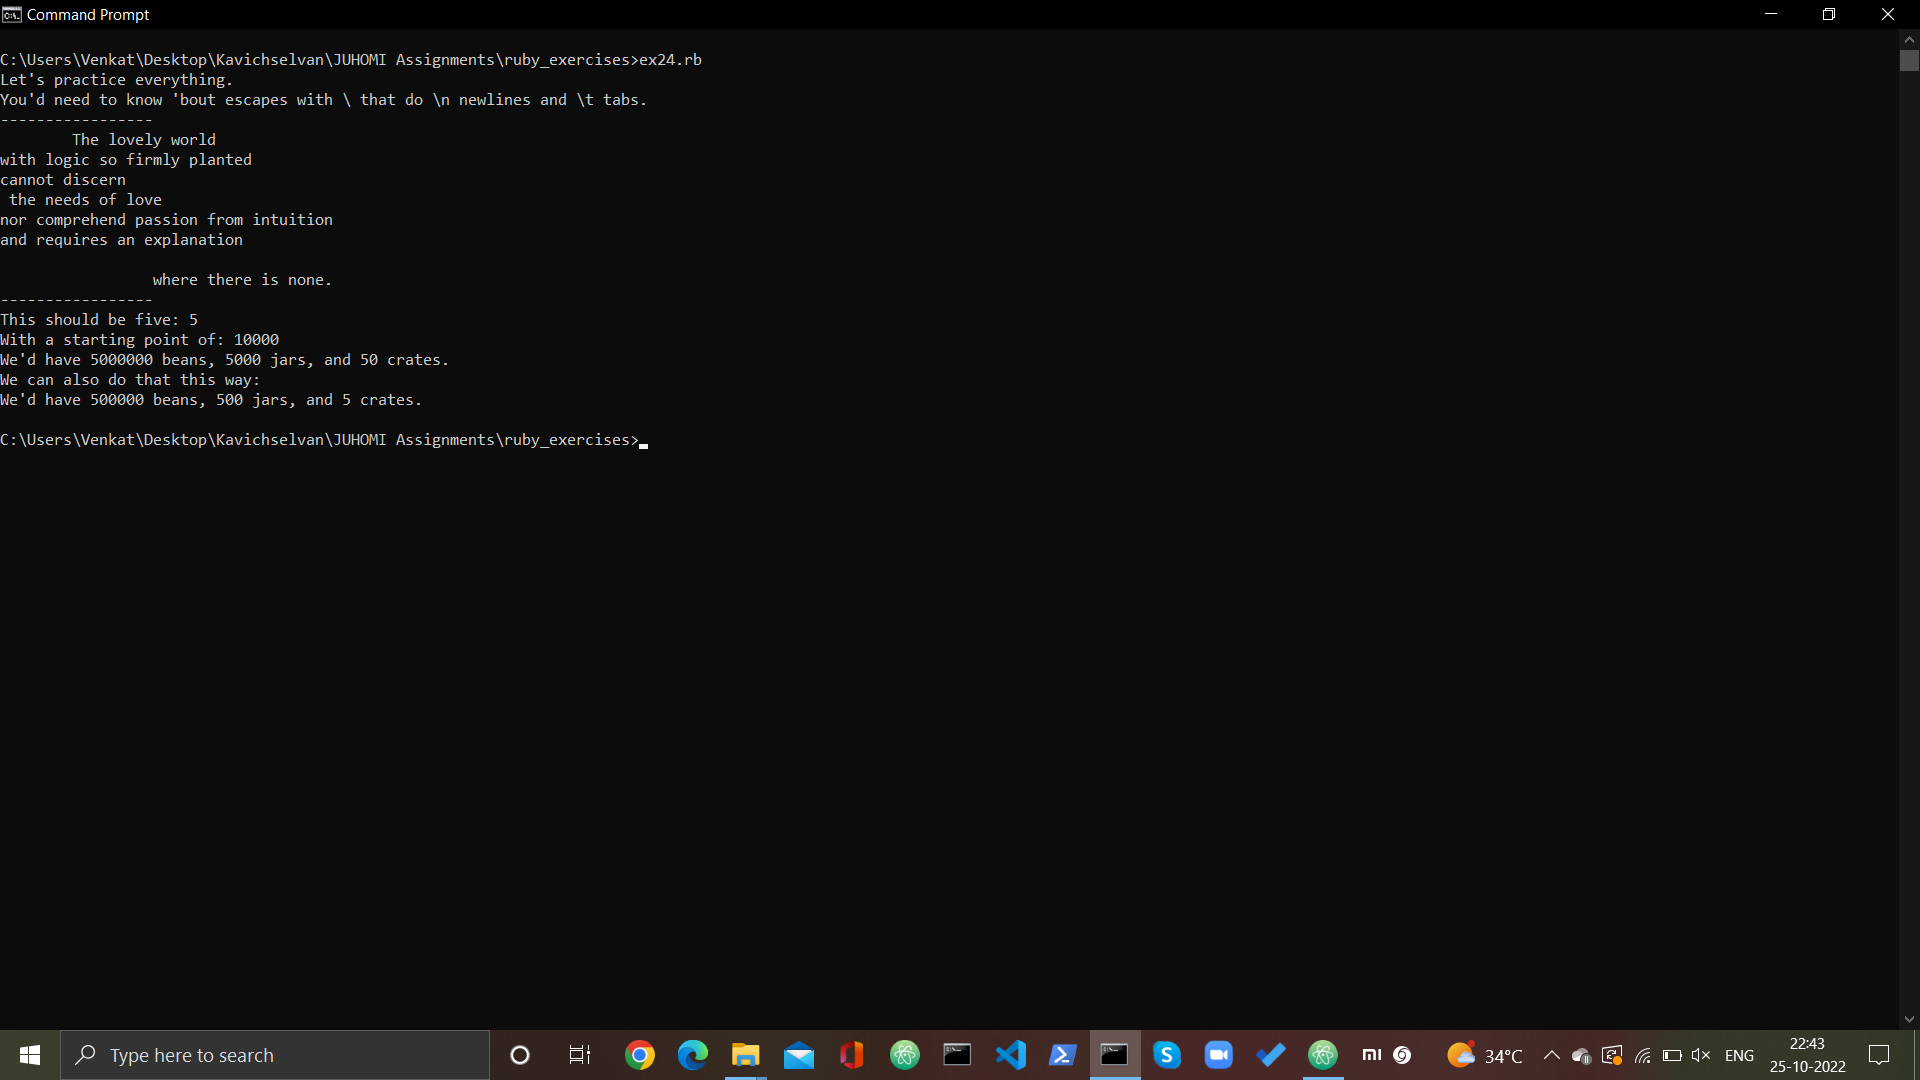 Command Prompt
C:\Users\Venkat\Desktop\Kavichselvan\JUHOMI Assignments\ruby_exercises>ex24.rb
Let's practice everything.
You'd need to know 'bout escapes with \ that do \n newlines and \t tabs.
-----------------
        The lovely world
with logic so firmly planted
cannot discern
 the needs of love
nor comprehend passion from intuition
and requires an explanation
                 where there is none.
-----------------
This should be five: 5
With a starting point of: 10000
We'd have 5000000 beans, 5000 jars, and 50 crates.
We can also do that this way:
We'd have 500000 beans, 500 jars, and 5 crates.
C:\Users\Venkat\Desktop\Kavichselvan\JUHOMI Assignments\ruby_exercises>
Type here to search
34°C
ENG
22:43
25-10-2022